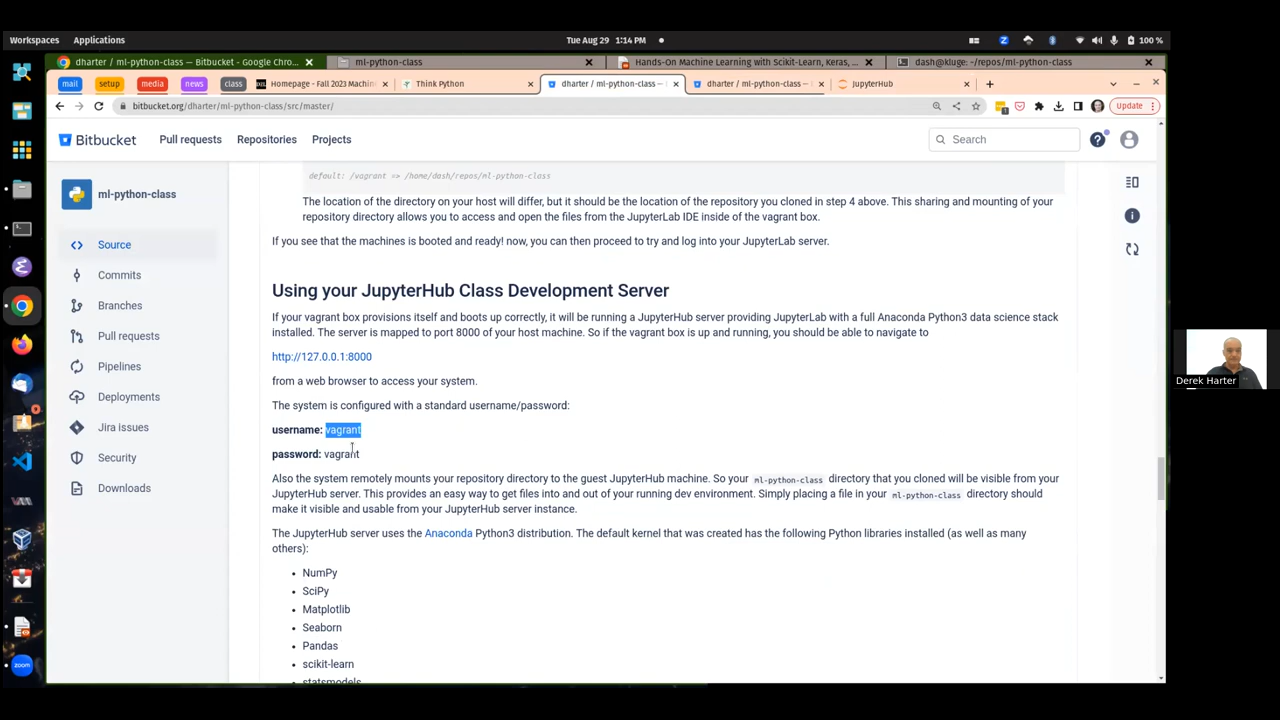 Workspaces Applications Tue Aug 29 1:14 PM 100 %
dharter / ml-python-class — Bitbucket - Google Chro... ml-python-class Hands-On Machine Learning with Scikit-Learn, Keras, ... dash@kluge: ~/repos/ml-python-class
mail setup media news class Homepage - Fall 2023 Machin Think Python dharter / ml-python-class — dharter / ml-python-class — JupyterHub
bitbucket.org/dharter/ml-python-class/src/master/ Update
Bitbucket Pull requests Repositories Projects Search
ml-python-class
Source
Commits
Branches
Pull requests
Pipelines
Deployments
Jira issues
Security
Downloads
default: /vagrant => /home/dash/repos/ml-python-class
The location of the directory on your host will differ, but it should be the location of the repository you cloned in step 4 above. This sharing and mounting of your
repository directory allows you to access and open the files from the JupyterLab IDE inside of the vagrant box.
If you see that the machines is booted and ready! now, you can then proceed to try and log into your JupyterLab server.
Using your JupyterHub Class Development Server
If your vagrant box provisions itself and boots up correctly, it will be running a JupyterHub server providing JupyterLab with a full Anaconda Python3 data science stack
installed. The server is mapped to port 8000 of your host machine. So if the vagrant box is up and running, you should be able to navigate to
http://127.0.0.1:8000
from a web browser to access your system.
The system is configured with a standard username/password:
username: vagrant
password: vagrant
Also the system remotely mounts your repository directory to the guest JupyterHub machine. So your ml-python-class directory that you cloned will be visible from your
JupyterHub server. This provides an easy way to get files into and out of your running dev environment. Simply placing a file in your ml-python-class directory should
make it visible and usable from your JupyterHub server instance.
The JupyterHub server uses the Anaconda Python3 distribution. The default kernel that was created has the following Python libraries installed (as well as many
others):
• NumPy
• SciPy
• Matplotlib
• Seaborn
• Pandas
• scikit-learn
• statsmodels
Derek Harter
zoom